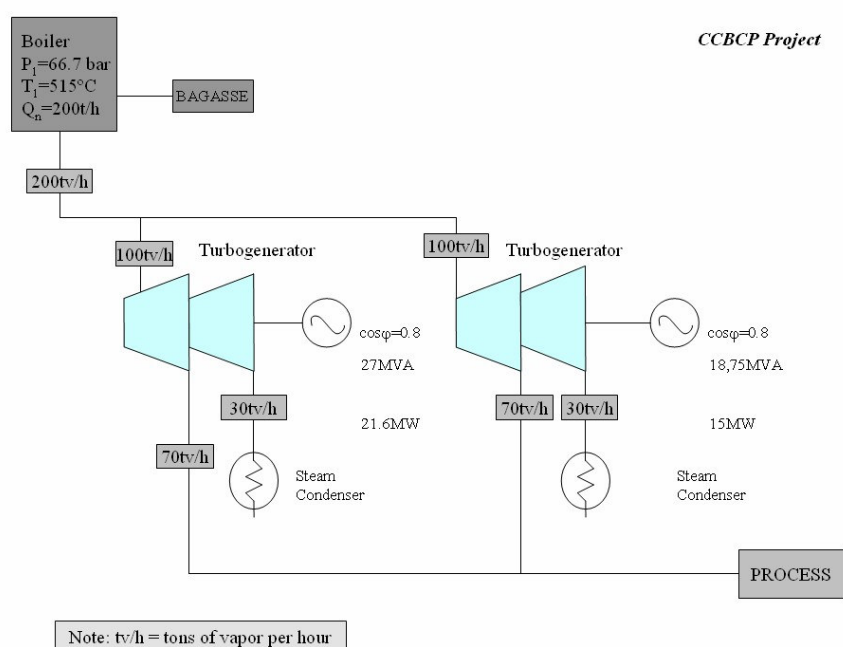 CCBCP Project
Boiler
P₁=66.7 bar
T₁=515°C
Qₙ=200t/h
BAGASSE
200tv/h
100tv/h
Turbogenerator
100tv/h
Turbogenerator
cosφ=0.8
27MVA
21.6MW
cosφ=0.8
18,75MVA
15MW
30tv/h
70tv/h
70tv/h
30tv/h
Steam
Condenser
Steam
Condenser
PROCESS
Note: tv/h = tons of vapor per hour